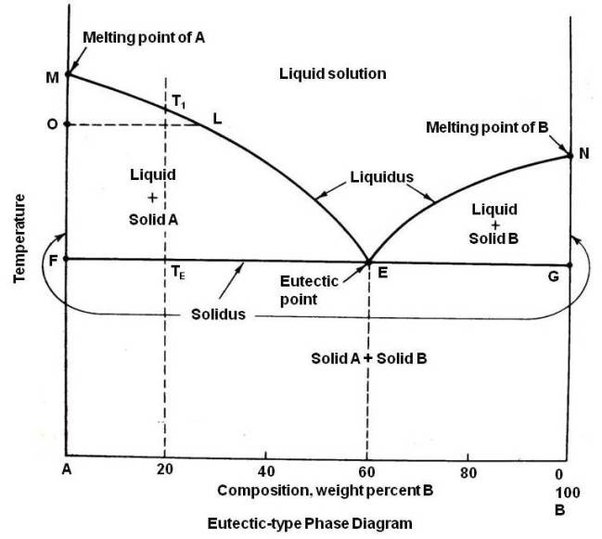 Melting point of A
M
Liquid solution
T1
O
L
Melting point of B
N
Liquid
+
Solid A
Liquidus
Liquid
+
Solid B
Temperature
F
TE
Eutectic
point
E
G
Solidus
Solid A + Solid B
A
20
40
60
80
0
100
B
Composition, weight percent B
Eutectic-type Phase Diagram